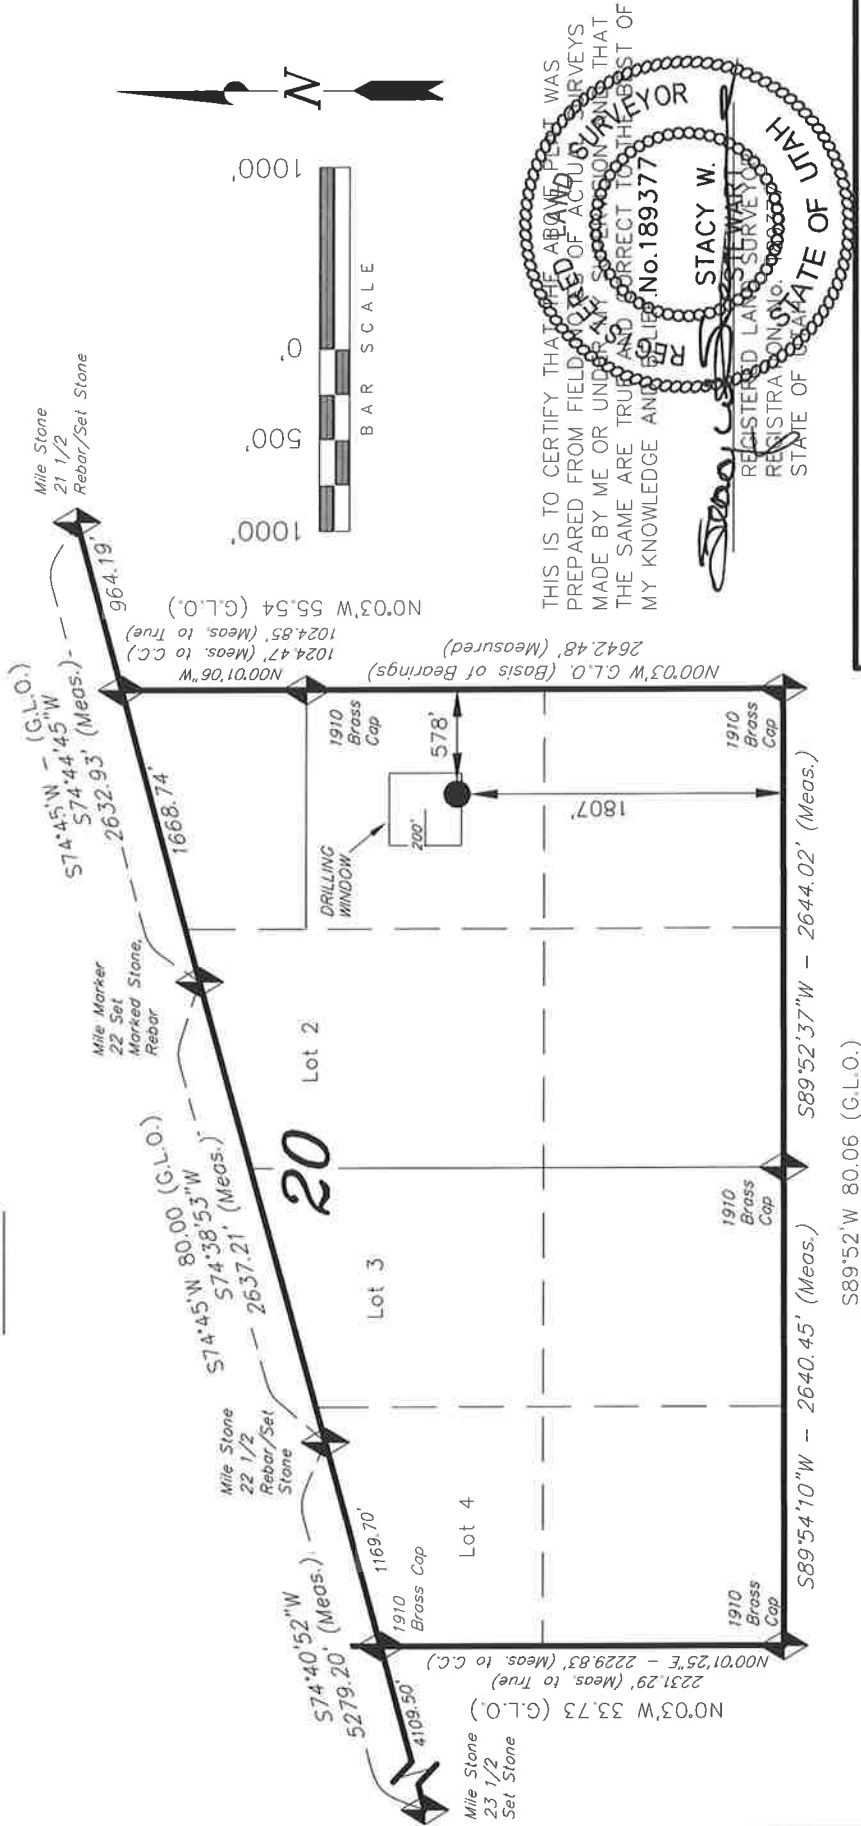 S74°45'W – (G.L.O.)
S74°44'45"W
2632.93' (Meas.)
964.19'
Mile Stone
21 1/2
Rebar/Set Stone
1668.74'
Mile Marker
22 Set
Marked Stone,
Rebar
S74°45'W 80.00 (G.L.O.)
S74°38'53"W
2637.21' (Meas.)
Mile Stone
22 1/2
Rebar/Set
Stone
S74°40'52"W
5279.20' (Meas.)
1169.70'
4109.50'
1910
Brass Cap
Mile Stone
23 1/2
Set Stone
20
Lot 2
Lot 3
Lot 4
DRILLING
WINDOW
200'
578'
1807'
1910
Brass
Cap
1910
Brass
Cap
1910
Brass
Cap
1910
Brass
Cap
N0°03'W 33.73 (G.L.O.)
2231.29' (Meas. to True)
N00°01'25"E – 2229.83' (Meas. to C.C.)
N00°01'06"W
1024.47' (Meas. to C.C.)
1024.85' (Meas. to True)
N0°03'W 55.54 (G.L.O.)
N00°03'W G.L.O. (Basis of Bearings)
2642.48' (Measured)
S89°54'10"W – 2640.45' (Meas.)
S89°52'37"W – 2644.02' (Meas.)
S89°52'W 80.06 (G.L.O.)
N
1000' 500' 0' 1000'
BAR SCALE
THIS IS TO CERTIFY THAT THE ABOVE PLAT WAS
PREPARED FROM FIELD NOTES OF ACTUAL SURVEYS
MADE BY ME OR UNDER MY SUPERVISION AND THAT
THE SAME ARE TRUE AND CORRECT TO THE BEST OF
MY KNOWLEDGE AND BELIEF.
REGISTERED LAND SURVEYOR
No.189377
STACY W.
STEWART
STATE OF UTAH
REGISTERED LAND SURVEYOR
REGISTRATION No. 189377
STATE OF UTAH